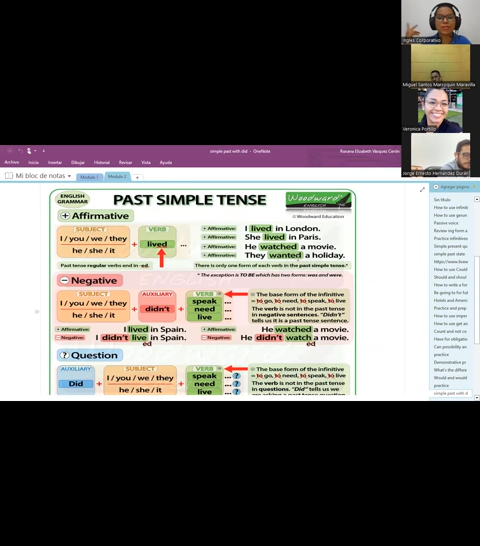 Ingles Corporativo
Miguel Santos Marroquin Maravilla
Veronica Portillo
Jorge Ernesto Hernandez Duran
simple past with did - OneNote
Roxana Elizabeth Vasquez
Archivo Inicio Insertar Dibujar Historial Revisar Vista Ayuda
Mi bloc de notas
Module 1
Module 2
ENGLISH GRAMMAR
PAST SIMPLE TENSE
Woodward
ENGLISH
© Woodward Education
+ Affirmative
SUBJECT
I / you / we / they
he / she / it
+
VERB
lived
...
+ Affirmative: I lived in London.
+ Affirmative: She lived in Paris.
+ Affirmative: He watched a movie.
+ Affirmative: They wanted a holiday.
Past tense regular verbs end in -ed.
There is only one form of each verb in the past simple tense.*
* The exception is TO BE which has two forms: was and were.
− Negative
SUBJECT
I / you / we / they
he / she / it
+
AUXILIARY
didn't
+
VERB
speak ...
need ...
live ...
= The base form of the infinitive
= to go, to need, to speak, to live
The verb is not in the past tense
in negative sentences. "Didn't"
tells us it is a past tense sentence.
+ Affirmative: I lived in Spain.
− Negative: I didn't live in Spain.
ed
+ Affirmative: He watched a movie.
− Negative: He didn't watch a movie.
ed
? Question
AUXILIARY
Did
+
SUBJECT
I / you / we / they
he / she / it
+
VERB
speak ... ?
need ... ?
live ... ?
= The base form of the infinitive
= to go, to need, to speak, to live
The verb is not in the past tense
in questions. "Did" tells us we
are asking a past tense question
Agregar página
How to use infiniti
How to use gerun
Passive voice
Review ing form a
Practice infinitives
Simple present qu
simple past state
How to use Could
Should and shoul
How to write a for
Be going to for fut
Hotels and Americ
Practice and prep
How to use imper
How to use get an
Count and not co
Have for obligatio
Can possibility an
practice
Demonstrative pr
What's the differe
Would and would
practice
simple past with d